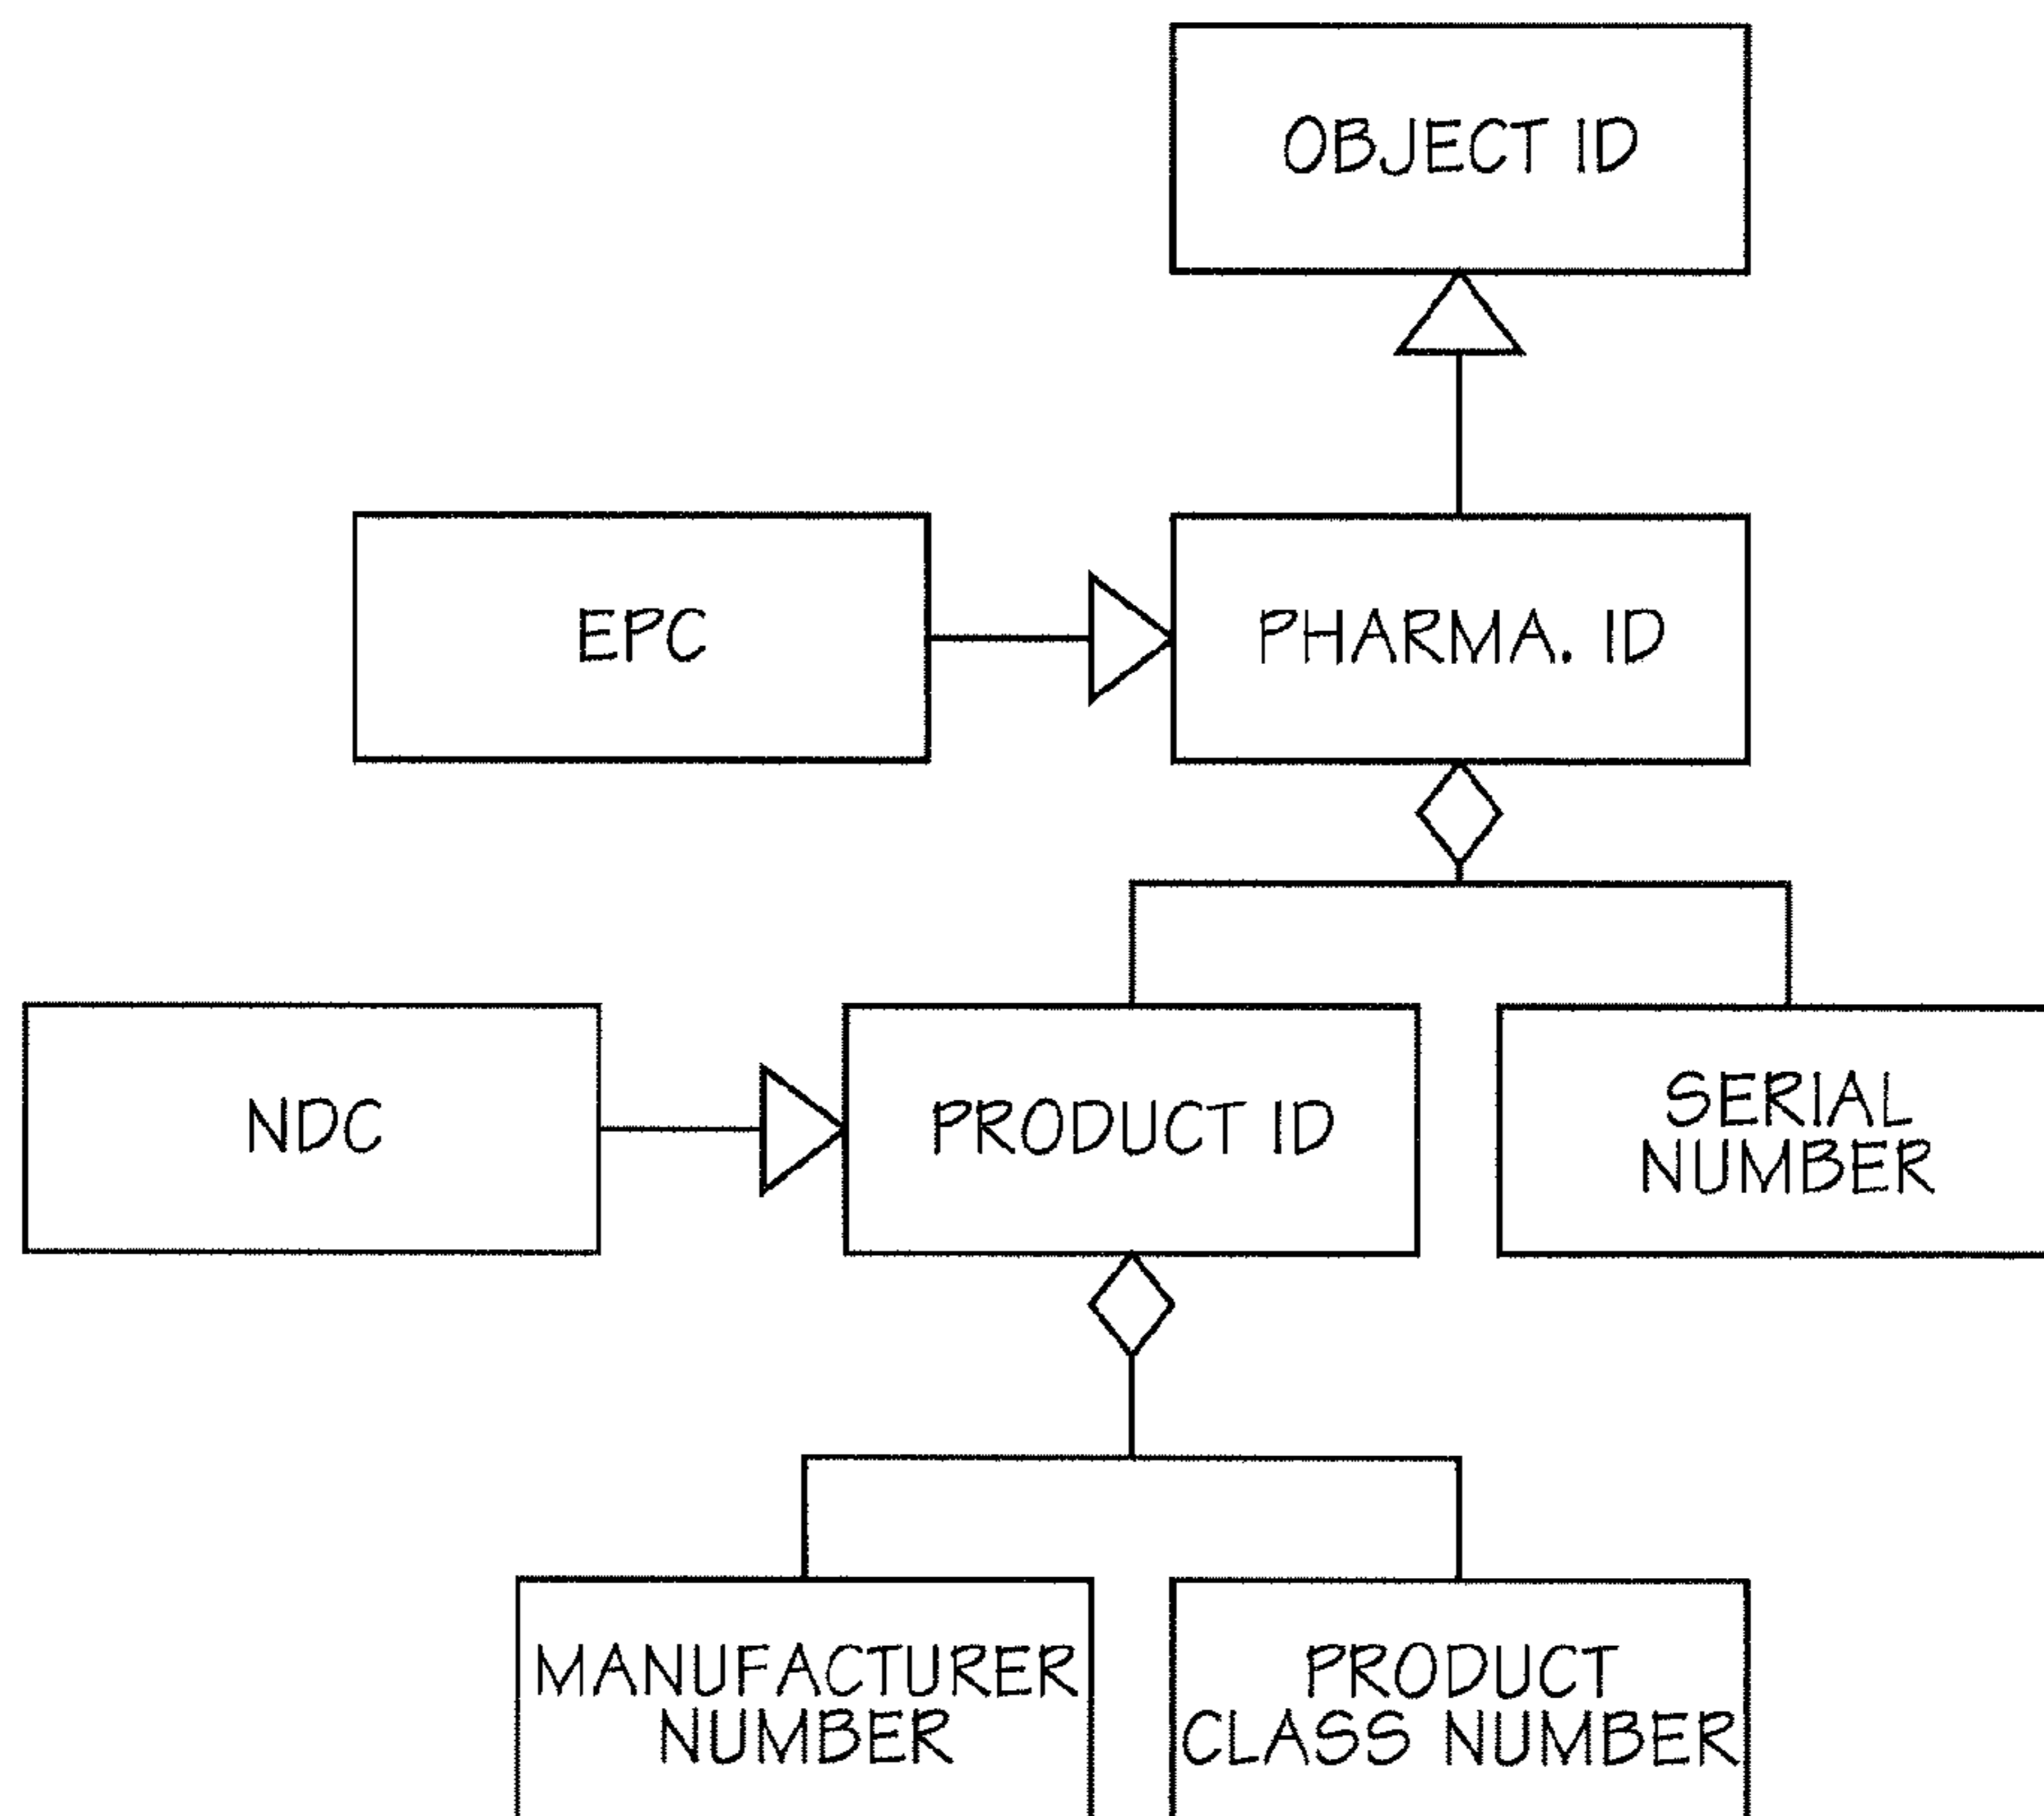 OBJECT ID
EPC
PHARMA. ID
NDC
PRODUCT ID
SERIAL
NUMBER
MANUFACTURER
NUMBER
PRODUCT
CLASS NUMBER